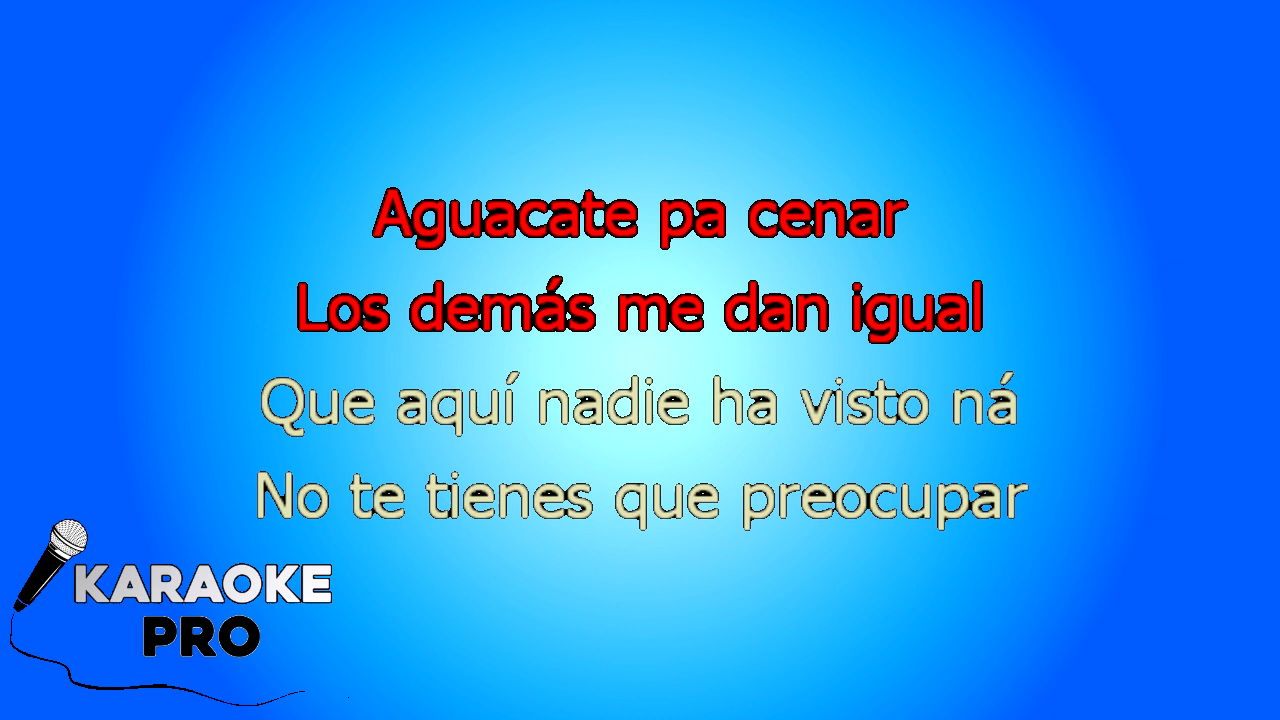 Aguacate pa cenar
Los demás me dan igual
Que aquí nadie ha visto ná
No te tienes que preocupar
KARAOKE
PRO